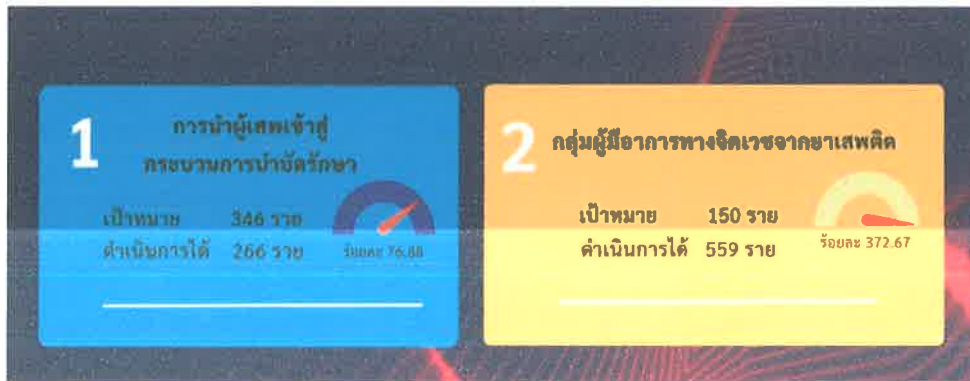 1
การนำผู้เสพเข้าสู่
กระบวนการบำบัดรักษา
เป้าหมาย 346 ราย
ดำเนินการได้ 266 ราย
ร้อยละ 76.88
2
กลุ่มผู้มีอาการทางจิตเวชจากยาเสพติด
เป้าหมาย 150 ราย
ดำเนินการได้ 559 ราย
ร้อยละ 372.67